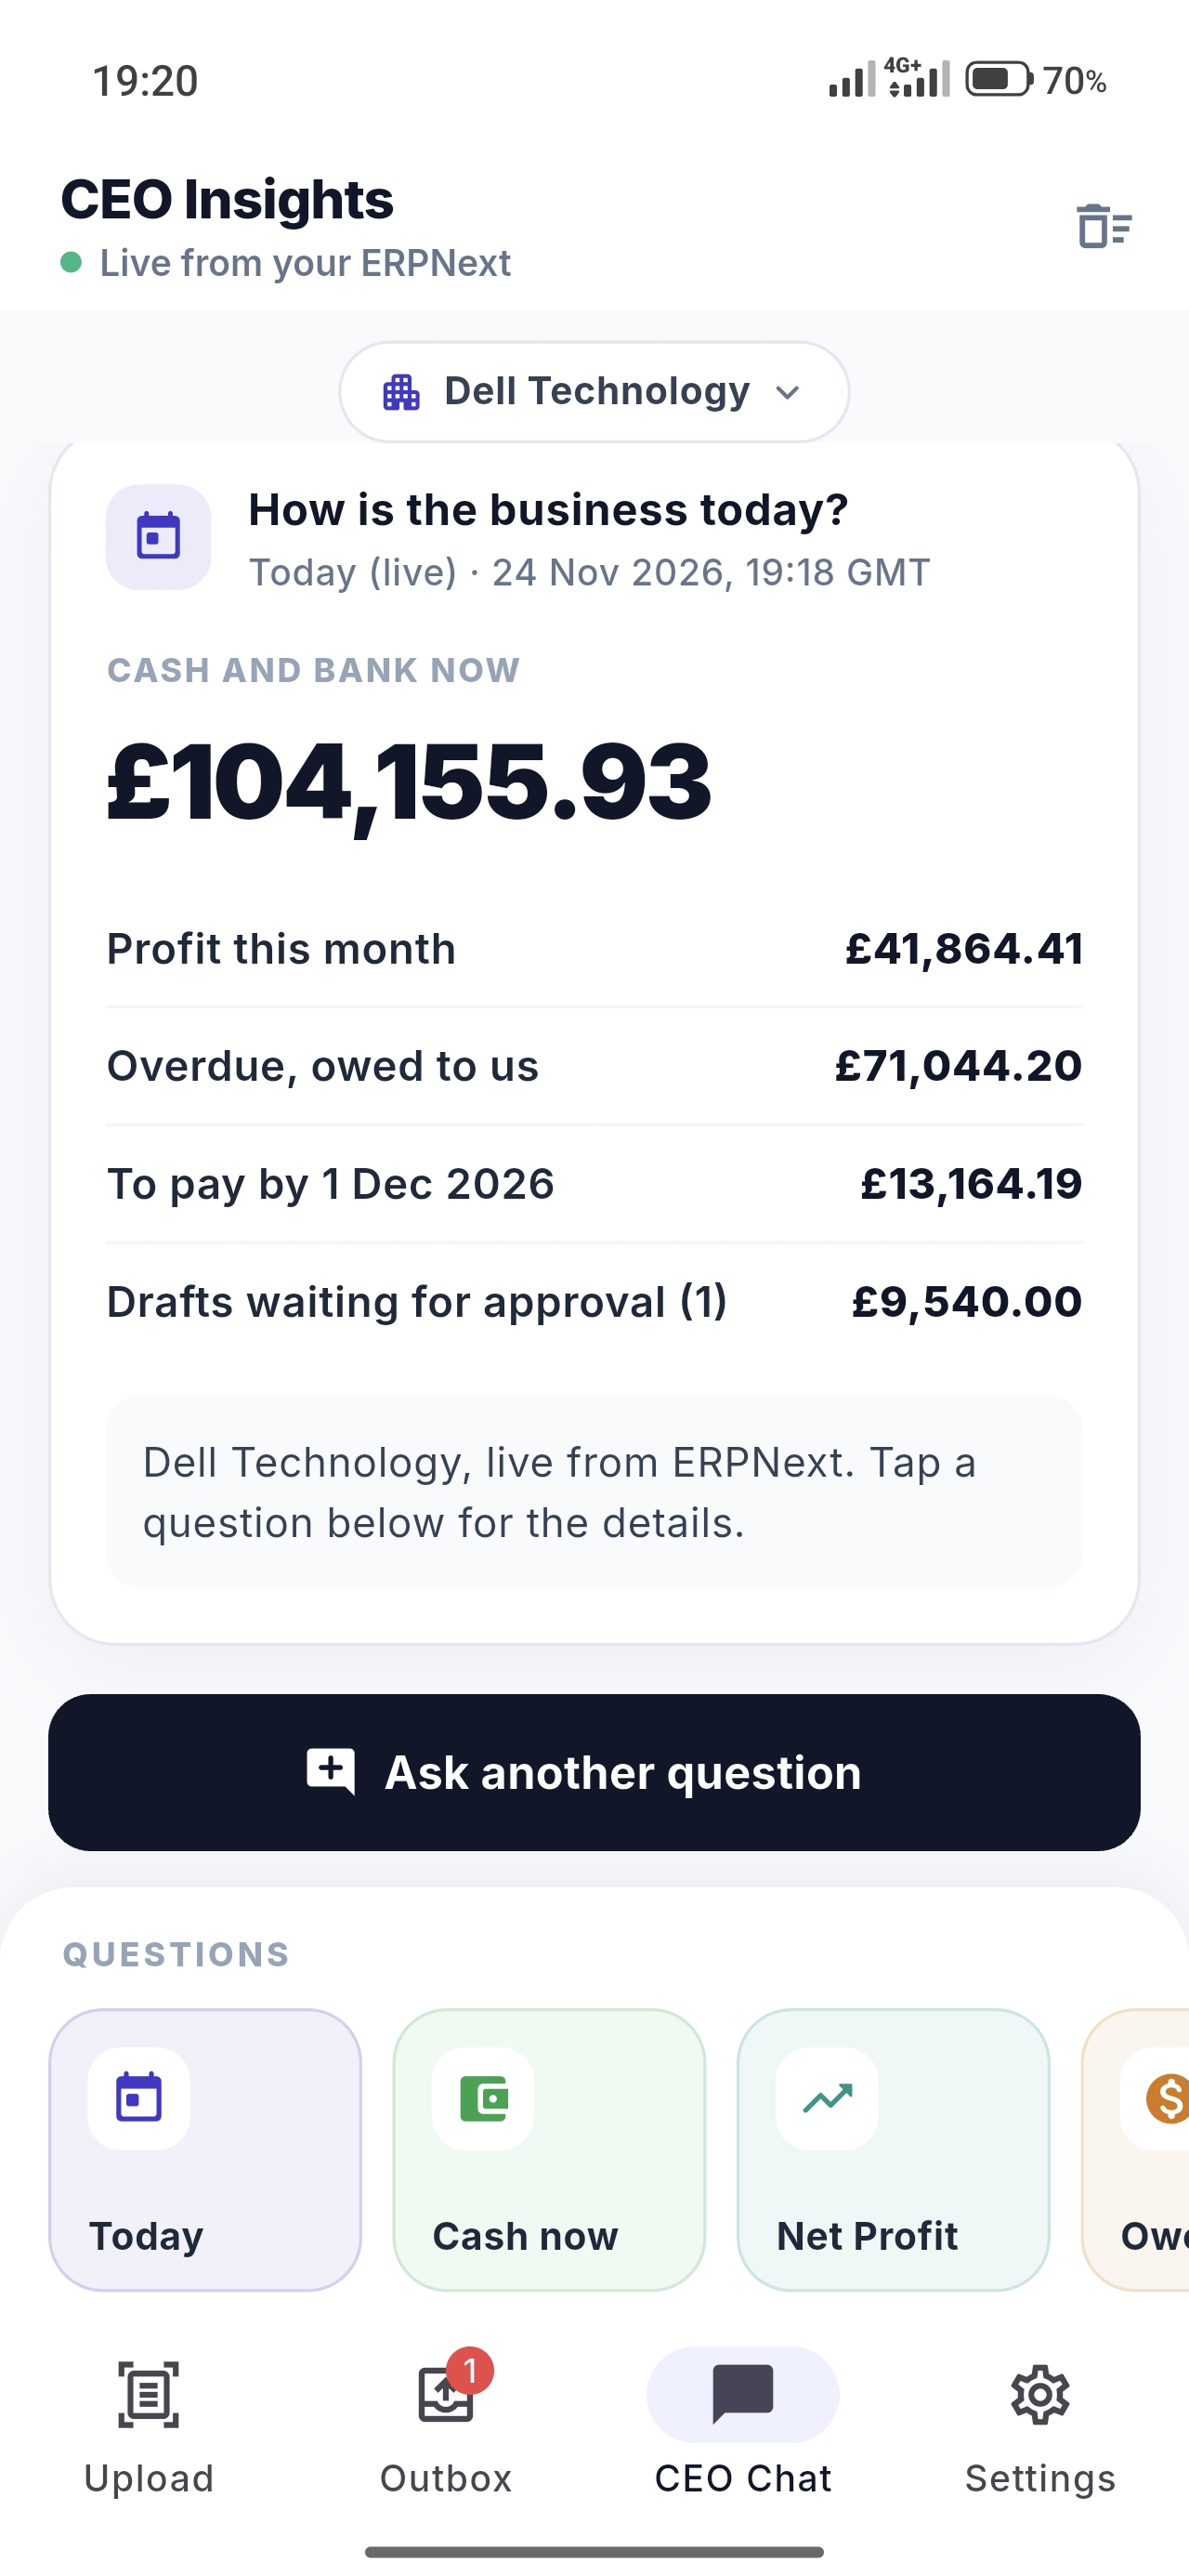 19:20
4G+
70%
CEO Insights
Live from your ERPNext
Dell Technology
How is the business today?
Today (live) · 24 Nov 2026, 19:18 GMT
CASH AND BANK NOW
£104,155.93
Profit this month £41,864.41
Overdue, owed to us £71,044.20
To pay by 1 Dec 2026 £13,164.19
Drafts waiting for approval (1) £9,540.00
Dell Technology, live from ERPNext. Tap a
question below for the details.
Ask another question
QUESTIONS
Today
Cash now
Net Profit
1
Upload
Outbox
CEO Chat
Settings